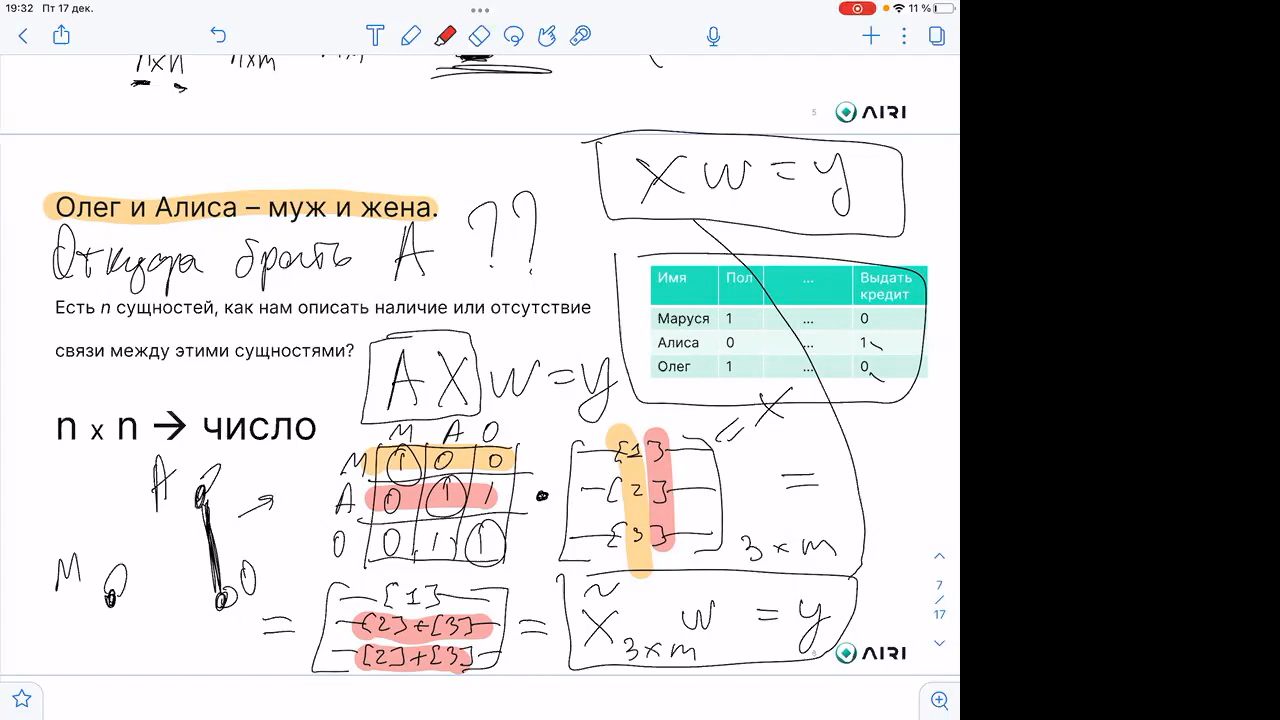 19:32 Пт 17 дек.
11 %
n×n n×m
5 AIRI
X W = y
Олег и Алиса – муж и жена.
Откуда брать A ??
Есть n сущностей, как нам описать наличие или отсутствие
связи между этими сущностями?
Имя Пол ... Выдать кредит
Маруся 1 ... 0
Алиса 0 ... 1
Олег 1 ... 0
A X W = y
= X
n x n → число
М А О
М 1 0 0
А 0 1 1
О 0 1 1
[1]
[2]
[3]
=
3 × m
А
М
О
=
[1]
[2]+[3]
[2]+[3]
=
X̃ 3×m W = y
7
/
17
8 AIRI